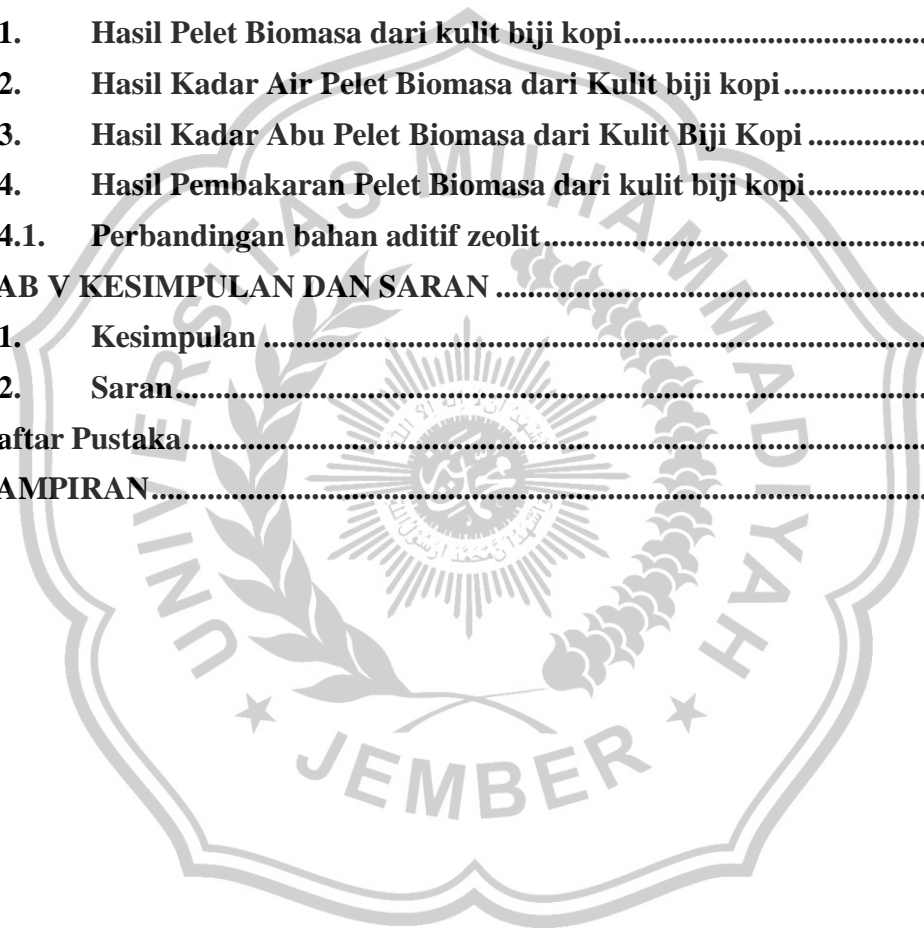 1. Hasil Pelet Biomasa dari kulit biji kopi
2. Hasil Kadar Air Pelet Biomasa dari Kulit biji kopi
3. Hasil Kadar Abu Pelet Biomasa dari Kulit Biji Kopi
4. Hasil Pembakaran Pelet Biomasa dari kulit biji kopi
4.1. Perbandingan bahan aditif zeolit
AB V KESIMPULAN DAN SARAN
1. Kesimpulan
2. Saran
aftar Pustaka
AMPIRAN
UNIVERSITAS MUHAMMADIYAH
JEMBER